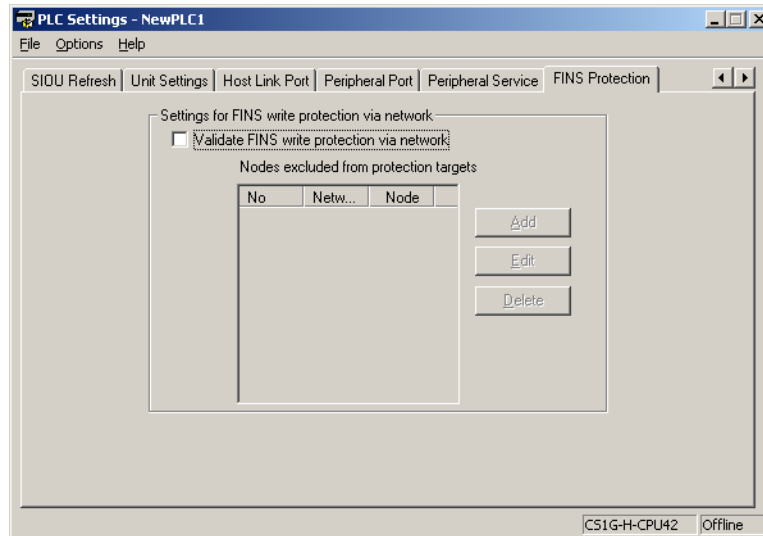 PLC Settings - NewPLC1
File Options Help
SIOU Refresh Unit Settings Host Link Port Peripheral Port Peripheral Service FINS Protection
Settings for FINS write protection via network
Validate FINS write protection via network
Nodes excluded from protection targets
No Netw... Node
Add
Edit
Delete
CS1G-H-CPU42 Offline